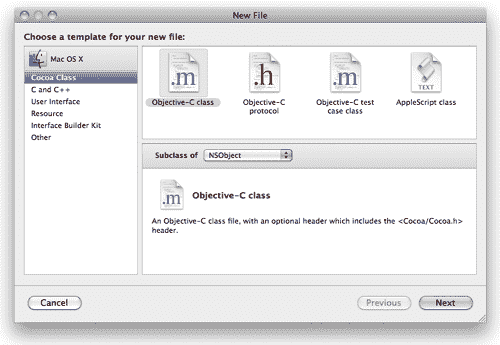 New File
Choose a template for your new file:
Mac OS X
Cocoa Class
C and C++
User Interface
Resource
Interface Builder Kit
Other
.m
Objective-C class
.h
Objective-C
protocol
.m
Objective-C test
case class
TEXT
AppleScript class
Subclass of NSObject
.m
Objective-C class
An Objective-C class file, with an optional header which includes the <Cocoa/Cocoa.h>
header.
Cancel
Previous
Next